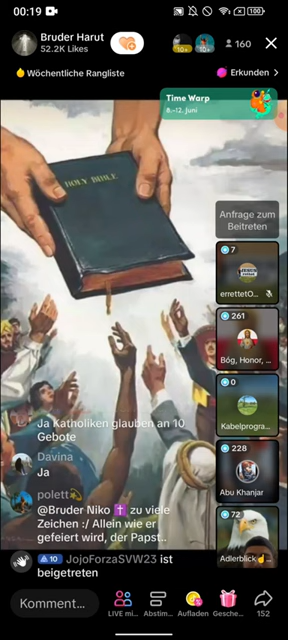 00:19
100
Bruder Harut
52.2K Likes
10+
10+
160
Wöchentliche Rangliste
Erkunden
Time Warp
8.–12. Juni
HOLY BIBLE
Anfrage zum
Beitreten
7
errettetO...
261
Bóg, Honor, ...
0
Kabelprogra...
228
Abu Khanjar
72
Adlerblick☝...
Ja Katholiken glauben an 10
Gebote
Davina
Ja
polett💫
@Bruder Niko ✝️ zu viele
Zeichen :/ Allein wie er
gefeiert wird, der Papst..
10 JojoForzaSVW23 ist
beigetreten
Komment...
LIVE mi...
Abstim...
Aufladen
Gesche...
152